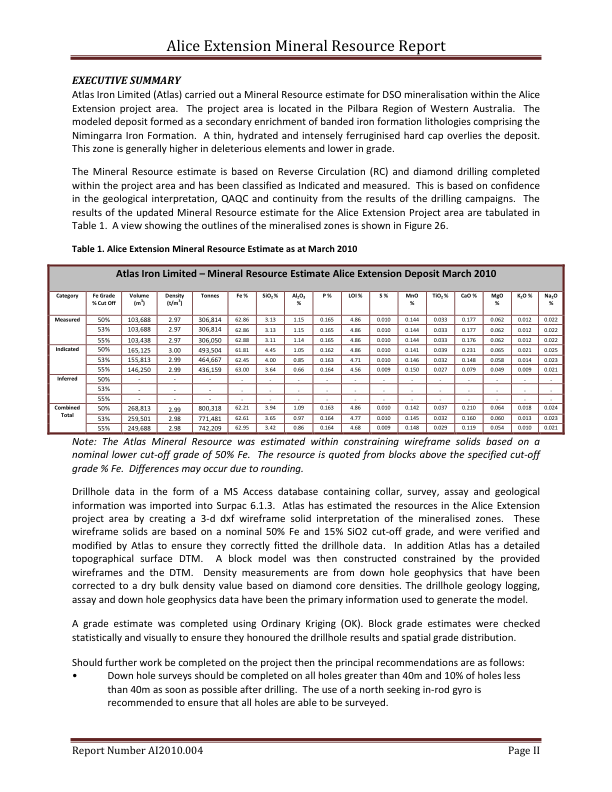 Alice Extension Mineral Resource Report
EXECUTIVE SUMMARY
Atlas Iron Limited (Atlas) carried out a Mineral Resource estimate for DSO mineralisation within the Alice
Extension project area. The project area is located in the Pilbara Region of Western Australia. The
modeled deposit formed as a secondary enrichment of banded iron formation lithologies comprising the
Nimingarra Iron Formation. A thin, hydrated and intensely ferruginised hard cap overlies the deposit.
This zone is generally higher in deleterious elements and lower in grade.
The Mineral Resource estimate is based on Reverse Circulation (RC) and diamond drilling completed
within the project area and has been classified as Indicated and measured. This is based on confidence
in the geological interpretation, QAQC and continuity from the results of the drilling campaigns. The
results of the updated Mineral Resource estimate for the Alice Extension Project area are tabulated in
Table 1. A view showing the outlines of the mineralised zones is shown in Figure 26.
Table 1. Alice Extension Mineral Resource Estimate as at March 2010
Atlas Iron Limited – Mineral Resource Estimate Alice Extension Deposit March 2010
Category Fe Grade % Cut Off Volume (m³) Density (t/m³) Tonnes Fe % SiO₂ % Al₂O₃ % P % LOI % S % MnO % TiO₂ % CaO % MgO % K₂O % Na₂O %
Measured 50% 103,688 2.97 306,814 62.86 3.13 1.15 0.165 4.86 0.010 0.144 0.033 0.177 0.062 0.012 0.022
53% 103,688 2.97 306,814 62.86 3.13 1.15 0.165 4.86 0.010 0.144 0.033 0.177 0.062 0.012 0.022
55% 103,438 2.97 306,050 62.88 3.11 1.14 0.165 4.86 0.010 0.144 0.033 0.176 0.062 0.012 0.022
Indicated 50% 165,125 3.00 493,504 61.81 4.45 1.05 0.162 4.86 0.010 0.141 0.039 0.231 0.065 0.021 0.025
53% 155,813 2.99 464,667 62.45 4.00 0.85 0.163 4.71 0.010 0.146 0.032 0.148 0.058 0.014 0.023
55% 146,250 2.99 436,159 63.00 3.64 0.66 0.164 4.56 0.009 0.150 0.027 0.079 0.049 0.009 0.021
Inferred 50% - - - - - - - - - - - - - - -
53% - - - - - - - - - - - - - - -
55% - - - - - - - - - - - - - - -
Combined Total 50% 268,813 2.99 800,318 62.21 3.94 1.09 0.163 4.86 0.010 0.142 0.037 0.210 0.064 0.018 0.024
53% 259,501 2.98 771,481 62.61 3.65 0.97 0.164 4.77 0.010 0.145 0.032 0.160 0.060 0.013 0.023
55% 249,688 2.98 742,209 62.95 3.42 0.86 0.164 4.68 0.009 0.148 0.029 0.119 0.054 0.010 0.021
Note: The Atlas Mineral Resource was estimated within constraining wireframe solids based on a
nominal lower cut-off grade of 50% Fe. The resource is quoted from blocks above the specified cut-off
grade % Fe. Differences may occur due to rounding.
Drillhole data in the form of a MS Access database containing collar, survey, assay and geological
information was imported into Surpac 6.1.3. Atlas has estimated the resources in the Alice Extension
project area by creating a 3-d dxf wireframe solid interpretation of the mineralised zones. These
wireframe solids are based on a nominal 50% Fe and 15% SiO2 cut-off grade, and were verified and
modified by Atlas to ensure they correctly fitted the drillhole data. In addition Atlas has a detailed
topographical surface DTM. A block model was then constructed constrained by the provided
wireframes and the DTM. Density measurements are from down hole geophysics that have been
corrected to a dry bulk density value based on diamond core densities. The drillhole geology logging,
assay and down hole geophysics data have been the primary information used to generate the model.
A grade estimate was completed using Ordinary Kriging (OK). Block grade estimates were checked
statistically and visually to ensure they honoured the drillhole results and spatial grade distribution.
Should further work be completed on the project then the principal recommendations are as follows:
• Down hole surveys should be completed on all holes greater than 40m and 10% of holes less
than 40m as soon as possible after drilling. The use of a north seeking in-rod gyro is
recommended to ensure that all holes are able to be surveyed.
Report Number AI2010.004 Page II